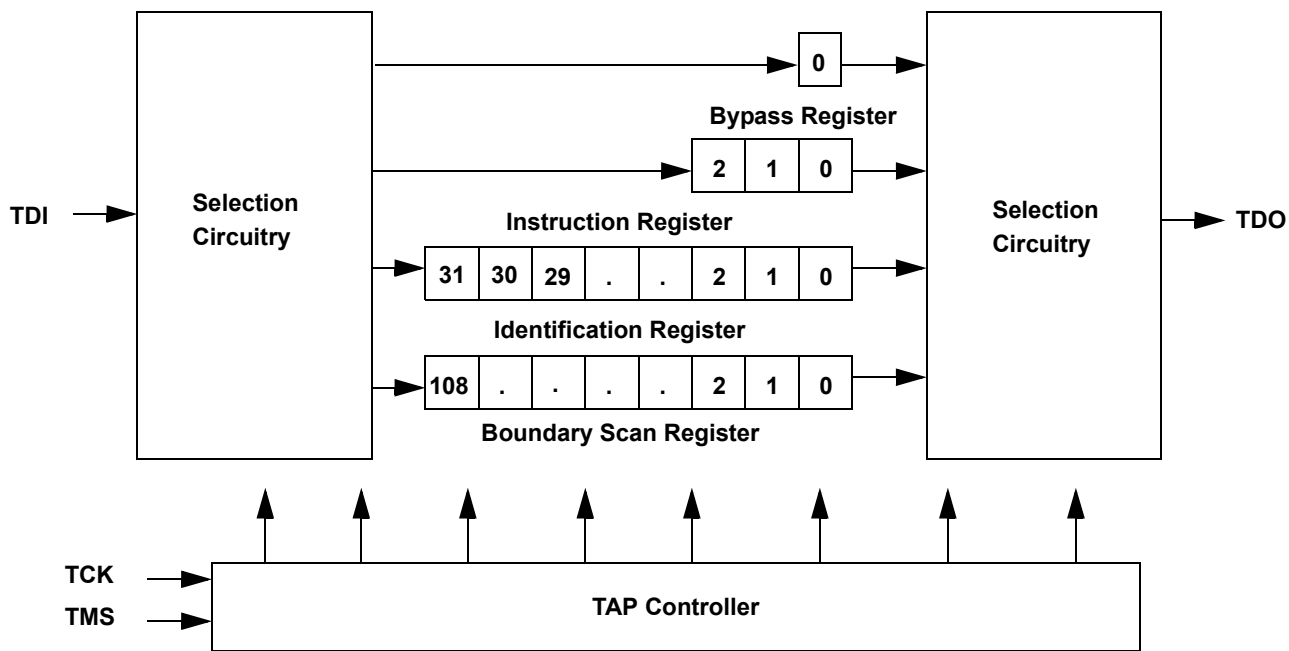 0
Bypass Register
2 1 0
TDI
Selection
Circuitry
Selection
Circuitry
TDO
Instruction Register
31 30 29 . . 2 1 0
Identification Register
108 . . . . 2 1 0
Boundary Scan Register
TCK
TMS
TAP Controller